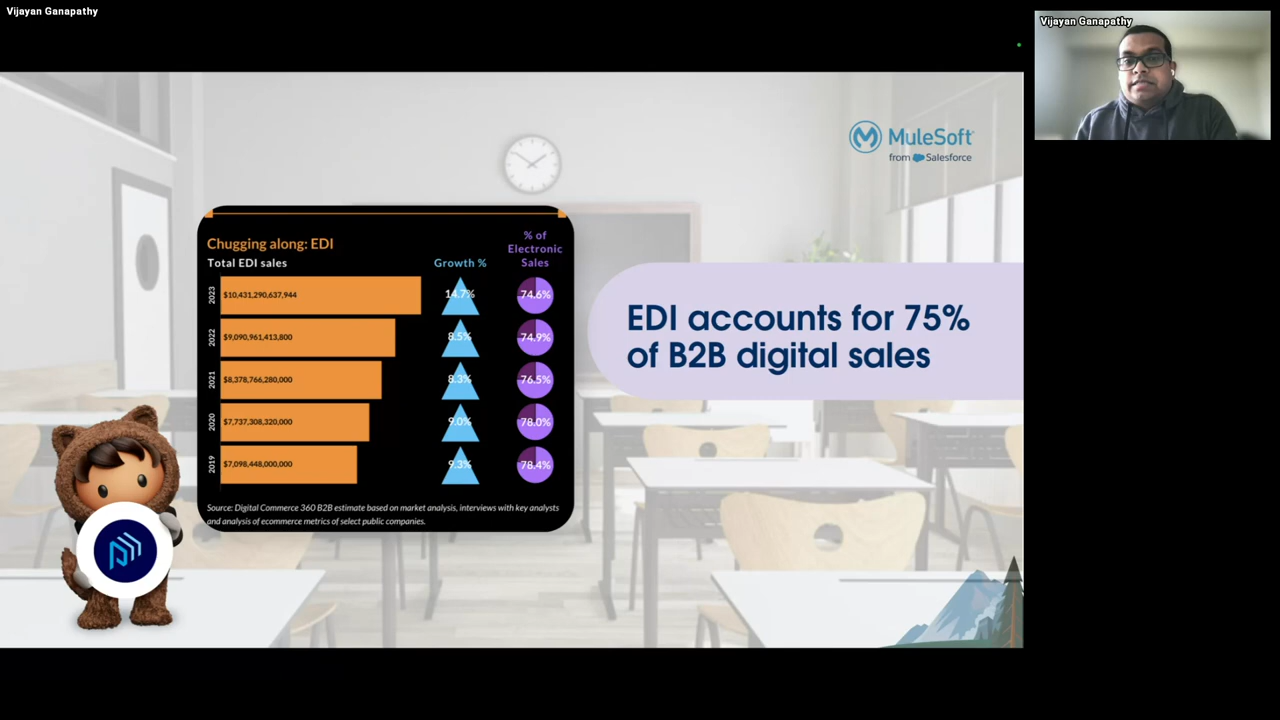 Vijayan Ganapathy
Vijayan Ganapathy
MuleSoft
from Salesforce
Chugging along: EDI
Total EDI sales
Growth %
% of
Electronic
Sales
2023 $10,431,290,637,944 14.7% 74.6%
2022 $9,090,961,413,800 8.5% 74.9%
2021 $8,378,766,280,000 8.3% 76.5%
2020 $7,737,308,320,000 9.0% 78.0%
2019 $7,098,448,000,000 9.3% 78.4%
Source: Digital Commerce 360 B2B estimate based on market analysis, interviews with key analysts
and analysis of ecommerce metrics of select public companies.
EDI accounts for 75%
of B2B digital sales